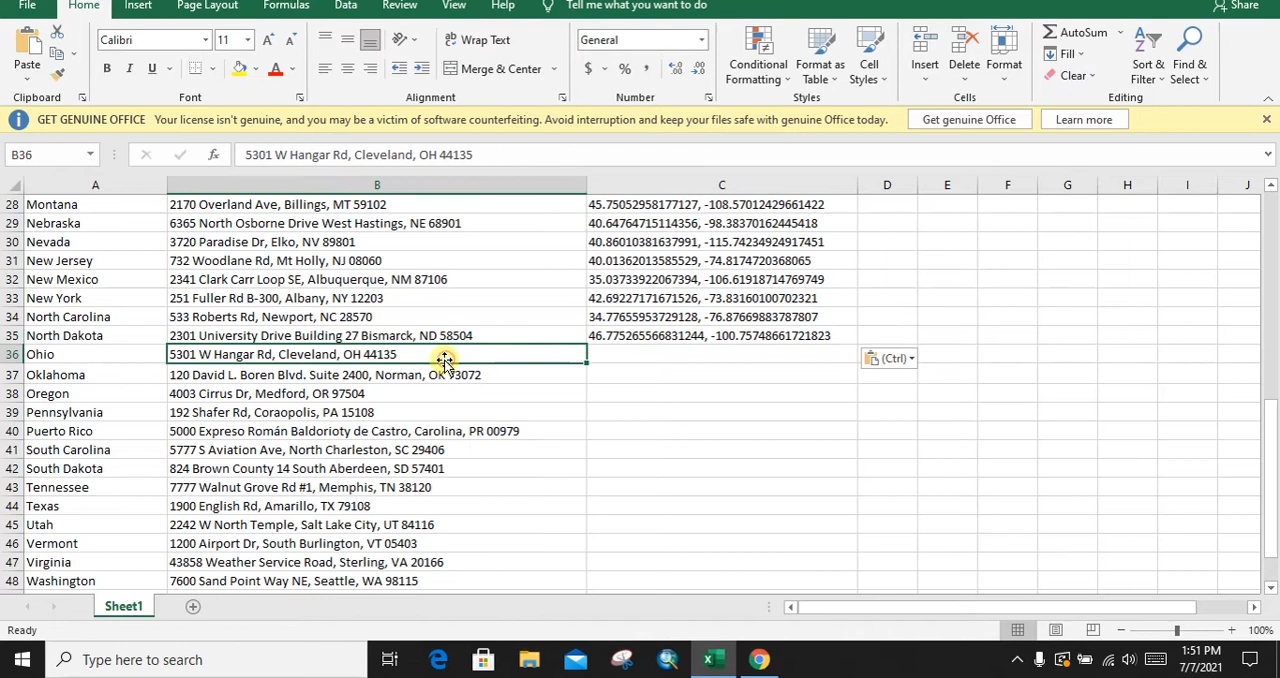 File Home Insert Page Layout Formulas Data Review View Help Tell me what you want to do Share
Paste Calibri 11 A A Wrap Text General Conditional Formatting Format as Table Cell Styles Insert Delete Format AutoSum Fill Clear Sort & Filter Find & Select
B I U A Merge & Center $ % ,
Clipboard Font Alignment Number Styles Cells Editing
GET GENUINE OFFICE Your license isn't genuine, and you may be a victim of software counterfeiting. Avoid interruption and keep your files safe with genuine Office today. Get genuine Office Learn more
B36 fx 5301 W Hangar Rd, Cleveland, OH 44135
A B C D E F G H I J
28 Montana 2170 Overland Ave, Billings, MT 59102 45.75052958177127, -108.57012429661422
29 Nebraska 6365 North Osborne Drive West Hastings, NE 68901 40.64764715114356, -98.38370162445418
30 Nevada 3720 Paradise Dr, Elko, NV 89801 40.86010381637991, -115.74234924917451
31 New Jersey 732 Woodlane Rd, Mt Holly, NJ 08060 40.01362013585529, -74.8174720368065
32 New Mexico 2341 Clark Carr Loop SE, Albuquerque, NM 87106 35.03733922067394, -106.61918714769749
33 New York 251 Fuller Rd B-300, Albany, NY 12203 42.69227171671526, -73.83160100702321
34 North Carolina 533 Roberts Rd, Newport, NC 28570 34.77655953729128, -76.87669883787807
35 North Dakota 2301 University Drive Building 27 Bismarck, ND 58504 46.775265566831244, -100.75748661721823
36 Ohio 5301 W Hangar Rd, Cleveland, OH 44135 (Ctrl)
37 Oklahoma 120 David L. Boren Blvd. Suite 2400, Norman, OK 73072
38 Oregon 4003 Cirrus Dr, Medford, OR 97504
39 Pennsylvania 192 Shafer Rd, Coraopolis, PA 15108
40 Puerto Rico 5000 Expreso Román Baldorioty de Castro, Carolina, PR 00979
41 South Carolina 5777 S Aviation Ave, North Charleston, SC 29406
42 South Dakota 824 Brown County 14 South Aberdeen, SD 57401
43 Tennessee 7777 Walnut Grove Rd #1, Memphis, TN 38120
44 Texas 1900 English Rd, Amarillo, TX 79108
45 Utah 2242 W North Temple, Salt Lake City, UT 84116
46 Vermont 1200 Airport Dr, South Burlington, VT 05403
47 Virginia 43858 Weather Service Road, Sterling, VA 20166
48 Washington 7600 Sand Point Way NE, Seattle, WA 98115
Sheet1
Ready 100%
Type here to search 1:51 PM
7/7/2021